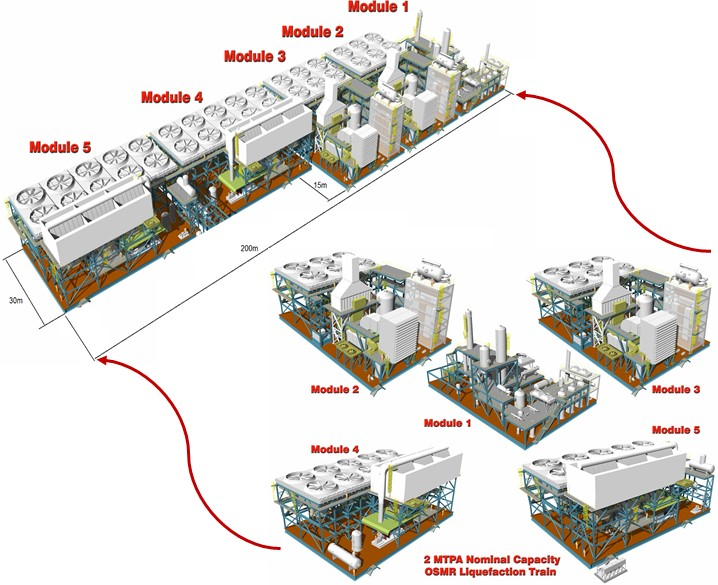 Module 1
Module 2
Module 3
Module 4
Module 5
15m
200m
30m
Module 2
Module 3
Module 1
Module 4
Module 5
2 MTPA Nominal Capacity
OSMR Liquefaction Train